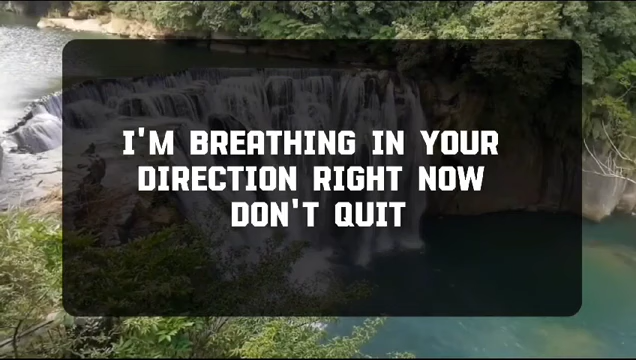 I'M BREATHING IN YOUR
DIRECTION RIGHT NOW
DON'T QUIT